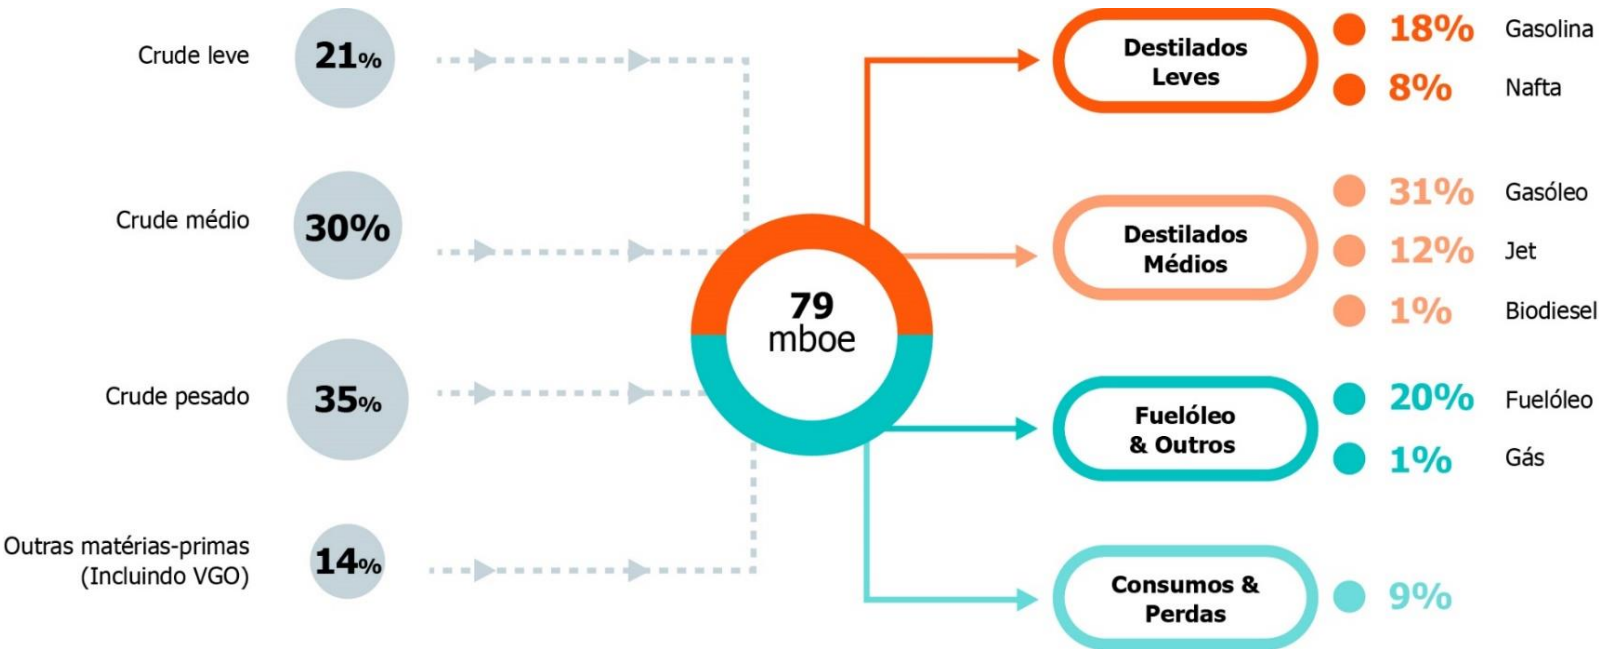 Crude leve
21%
Crude médio
30%
Crude pesado
35%
Outras matérias-primas
(Incluindo VGO)
14%
79
mboe
Destilados
Leves
18% Gasolina
8% Nafta
Destilados
Médios
31% Gasóleo
12% Jet
1% Biodiesel
Fuelóleo
& Outros
20% Fuelóleo
1% Gás
Consumos &
Perdas
9%